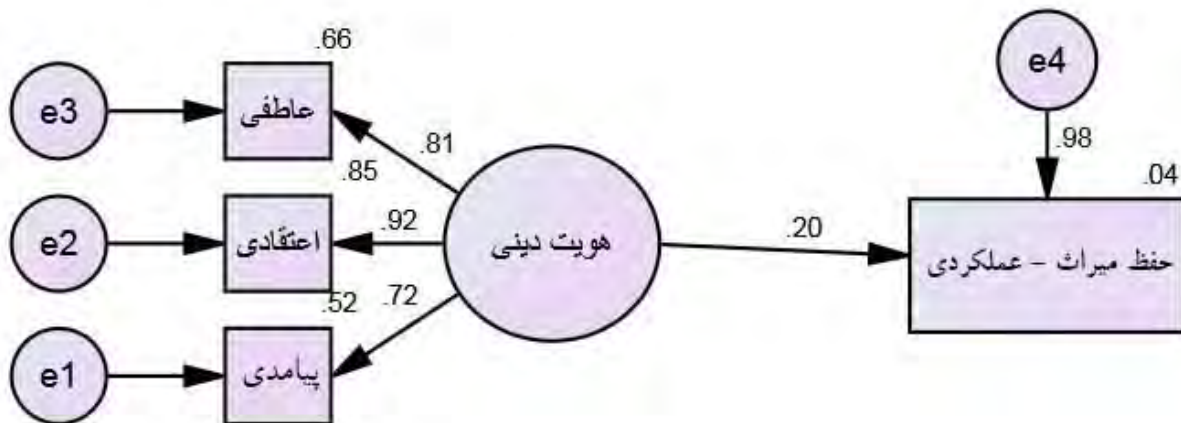 .66
e3
عاطفی
.81
.85
e2
اعتقادی
.92
.52
.72
e1
پیامدی
هویت دینی
.20
e4
.98
.04
حفظ میراث - عملکردی